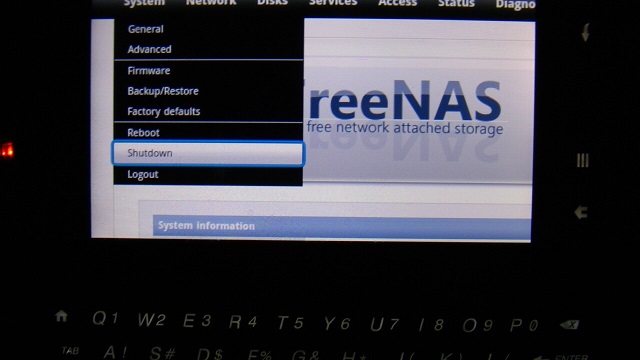 System Network Disks Services Access Status Diagno
General
Advanced
Firmware
Backup/Restore
Factory defaults
Reboot
Shutdown
Logout
reeNAS
free network attached storage
System information
Q1 W2 E3 R4 T5 Y6 U7 I8 O9 P0
TAB A! S# D$ F% G& H*